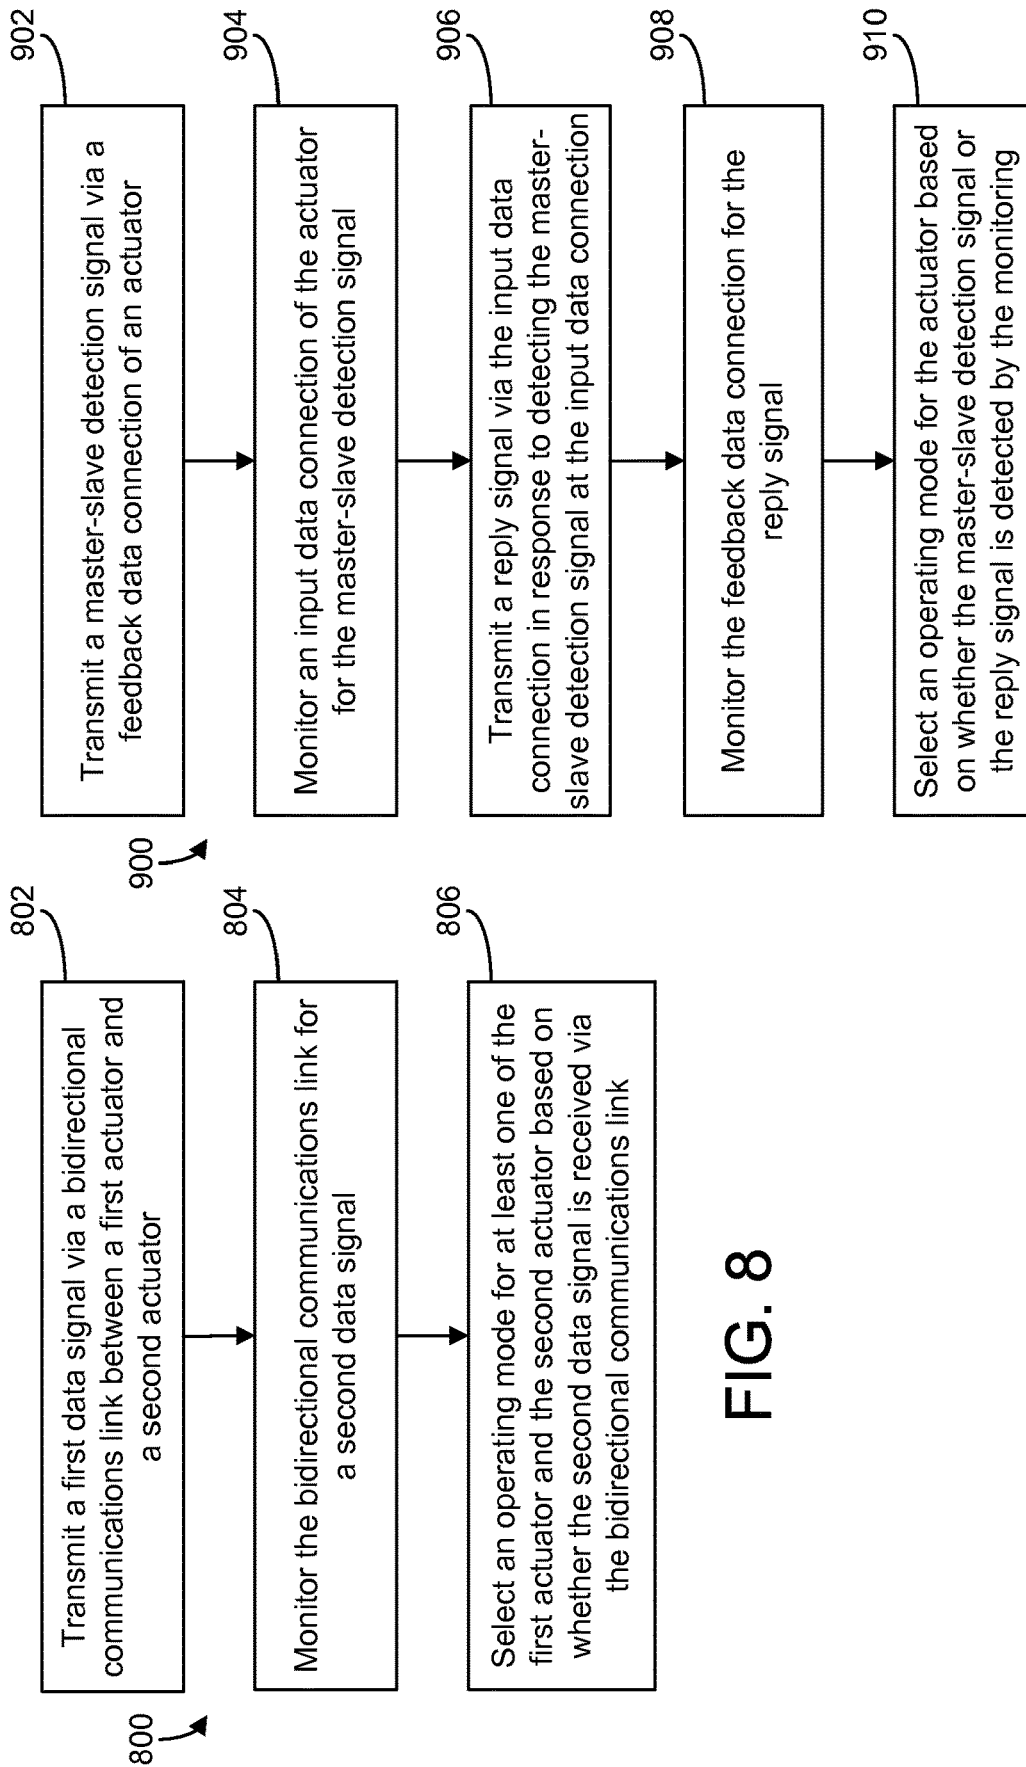 800
802
Transmit a first data signal via a bidirectional
communications link between a first actuator and
a second actuator
804
Monitor the bidirectional communications link for
a second data signal
806
Select an operating mode for at least one of the
first actuator and the second actuator based on
whether the second data signal is received via
the bidirectional communications link
FIG. 8
900
902
Transmit a master-slave detection signal via a
feedback data connection of an actuator
904
Monitor an input data connection of the actuator
for the master-slave detection signal
906
Transmit a reply signal via the input data
connection in response to detecting the master-
slave detection signal at the input data connection
908
Monitor the feedback data connection for the
reply signal
910
Select an operating mode for the actuator based
on whether the master-slave detection signal or
the reply signal is detected by the monitoring